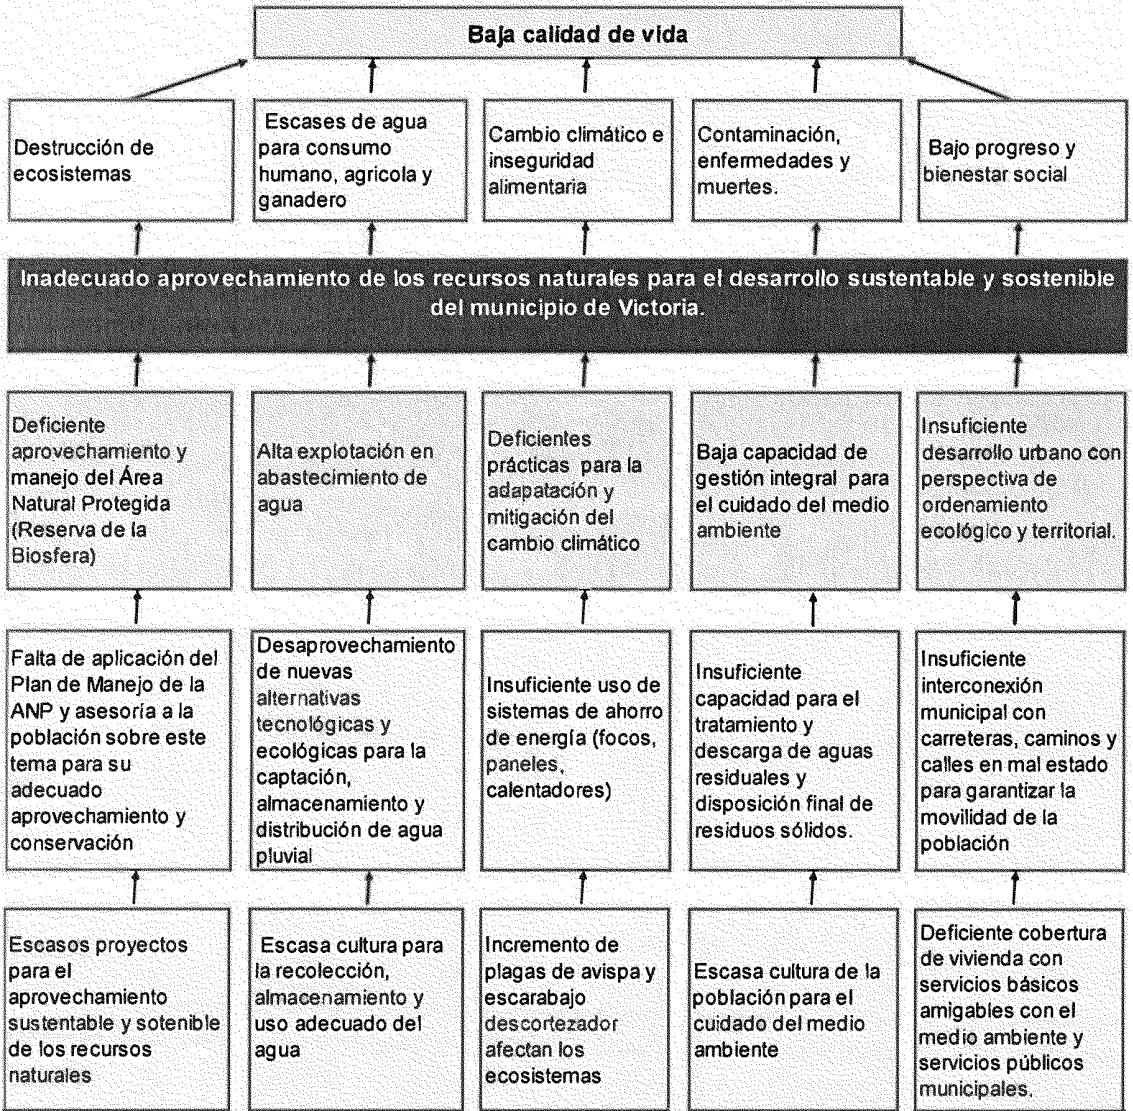 Baja calidad de vida
Destrucción de
ecosistemas
Escases de agua
para consumo
humano, agricola y
ganadero
Cambio climático e
inseguridad
alimentaria
Contaminación,
enfermedades y
muertes.
Bajo progreso y
bienestar social
Inadecuado aprovechamiento de los recursos naturales para el desarrollo sustentable y sostenible
del municipio de Victoria.
Deficiente
aprovechamiento y
manejo del Área
Natural Protegida
(Reserva de la
Biosfera)
Alta explotación en
abastecimiento de
agua
Deficientes
prácticas para la
adapatación y
mitigación del
cambio climático
Baja capacidad de
gestión integral para
el cuidado del medio
ambiente
Insuficiente
desarrollo urbano con
perspectiva de
ordenamiento
ecológico y territorial.
Falta de aplicación del
Plan de Manejo de la
ANP y asesoría a la
población sobre este
tema para su
adecuado
aprovechamiento y
conservación
Desaprovechamiento
de nuevas
alternativas
tecnológicas y
ecológicas para la
captación,
almacenamiento y
distribución de agua
pluvial
Insuficiente uso de
sistemas de ahorro
de energía (focos,
paneles,
calentadores)
Insuficiente
capacidad para el
tratamiento y
descarga de aguas
residuales y
disposición final de
residuos sólidos.
Insuficiente
interconexión
municipal con
carreteras, caminos y
calles en mal estado
para garantizar la
movilidad de la
población
Escasos proyectos
para el
aprovechamiento
sustentable y sotenible
de los recursos
naturales
Escasa cultura para
la recolección,
almacenamiento y
uso adecuado del
agua
Incremento de
plagas de avispa y
escarabajo
descortezador
afectan los
ecosistemas
Escasa cultura de la
población para el
cuidado del medio
ambiente
Deficiente cobertura
de vivienda con
servicios básicos
amigables con el
medio ambiente y
servicios públicos
municipales.